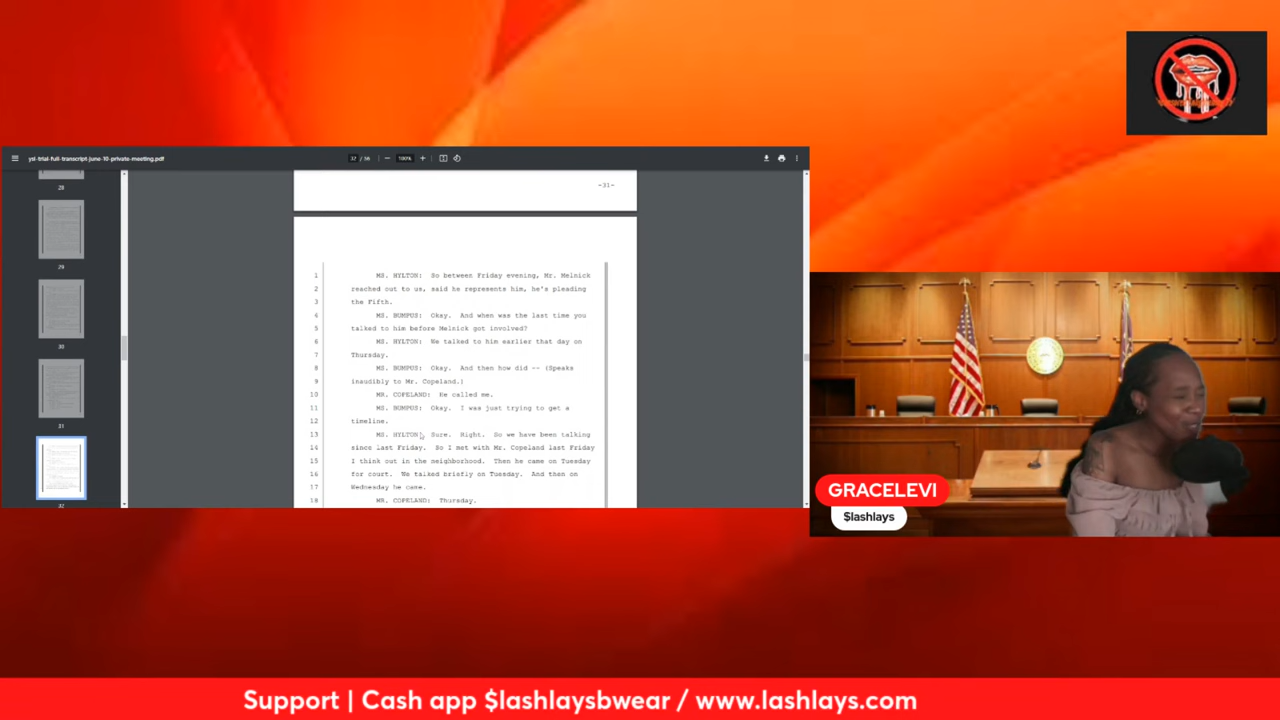 ysl-trial-full-transcript-june-10-private-meeting.pdf
32 / 56
100%
28
29
30
31
32
-31-
1 MS. HYLTON: So between Friday evening, Mr. Melnick
2 reached out to us, said he represents him, he's pleading
3 the Fifth.
4 MS. BUMPUS: Okay. And when was the last time you
5 talked to him before Melnick got involved?
6 MS. HYLTON: We talked to him earlier that day on
7 Thursday.
8 MS. BUMPUS: Okay. And then how did -- (Speaks
9 inaudibly to Mr. Copeland.)
10 MR. COPELAND: He called me.
11 MS. BUMPUS: Okay. I was just trying to get a
12 timeline.
13 MS. HYLTON: Sure. Right. So we have been talking
14 since last Friday. So I met with Mr. Copeland last Friday
15 I think out in the neighborhood. Then he came on Tuesday
16 for court. We talked briefly on Tuesday. And then on
17 Wednesday he came.
18 MR. COPELAND: Thursday.
GRACELEVI
$lashlays
Support | Cash app $lashlaysbwear / www.lashlays.com